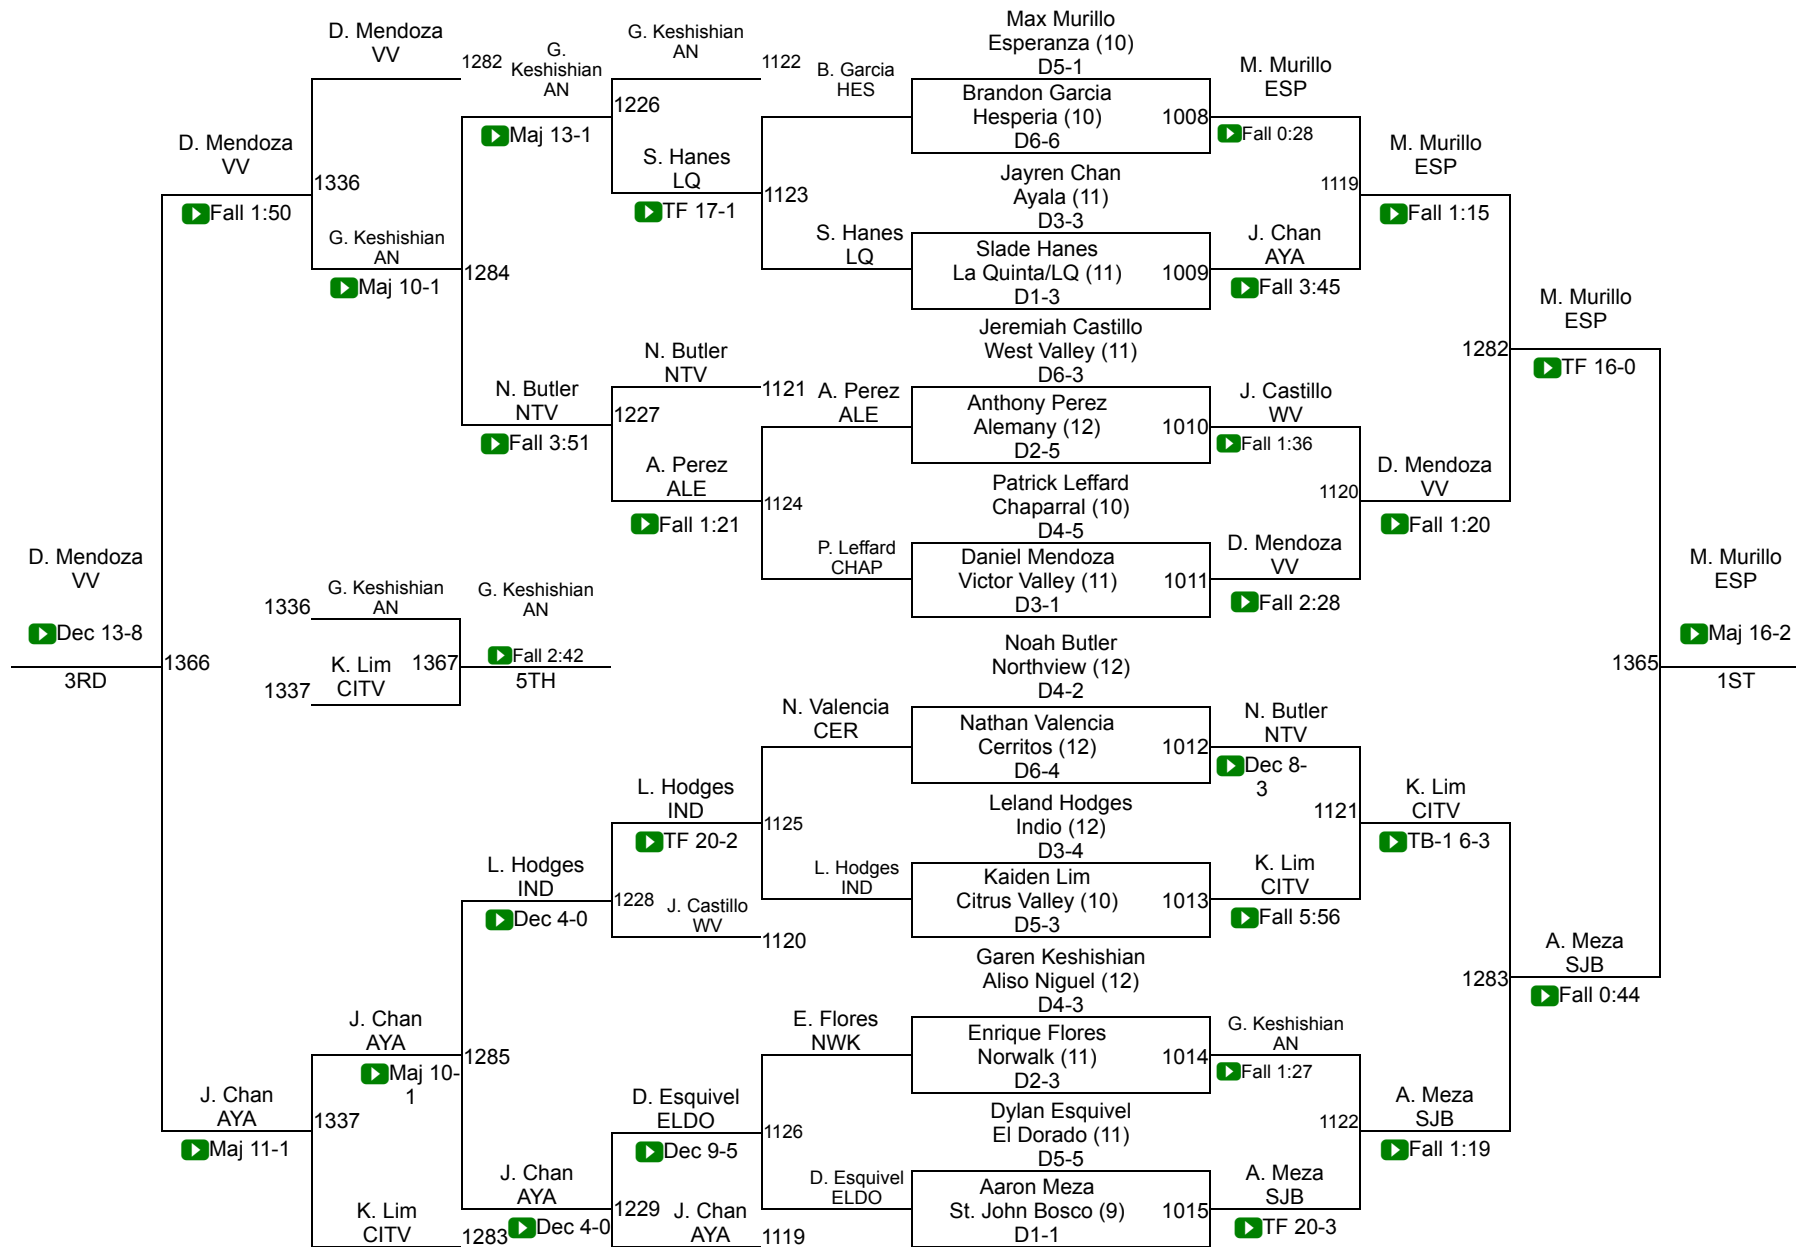 D. Mendoza
VV
1282
G.
Keshishian
AN
G. Keshishian
AN
1122
B. Garcia
HES
Max Murillo
Esperanza (10)
D5-1
M. Murillo
ESP
Brandon Garcia
Hesperia (10)
D6-6
1008
Fall 0:28
1226
Maj 13-1
D. Mendoza
VV
1336
Fall 1:50
S. Hanes
LQ
TF 17-1
1123
Jayren Chan
Ayala (11)
D3-3
1119
M. Murillo
ESP
Fall 1:15
G. Keshishian
AN
Maj 10-1
1284
S. Hanes
LQ
Slade Hanes
La Quinta/LQ (11)
D1-3
1009
J. Chan
AYA
Fall 3:45
M. Murillo
ESP
TF 16-0
1282
Jeremiah Castillo
West Valley (11)
D6-3
N. Butler
NTV
1121
N. Butler
NTV
Fall 3:51
1227
A. Perez
ALE
Anthony Perez
Alemany (12)
D2-5
1010
J. Castillo
WV
Fall 1:36
A. Perez
ALE
Fall 1:21
1124
Patrick Leffard
Chaparral (10)
D4-5
1120
D. Mendoza
VV
Fall 1:20
P. Leffard
CHAP
Daniel Mendoza
Victor Valley (11)
D3-1
1011
D. Mendoza
VV
Fall 2:28
D. Mendoza
VV
Dec 13-8
3RD
1366
1336
G. Keshishian
AN
1337
K. Lim
CITV
1367
G. Keshishian
AN
Fall 2:42
5TH
M. Murillo
ESP
Maj 16-2
1ST
1365
Noah Butler
Northview (12)
D4-2
N. Valencia
CER
Nathan Valencia
Cerritos (12)
D6-4
1012
N. Butler
NTV
Dec 8-
3
L. Hodges
IND
TF 20-2
1125
Leland Hodges
Indio (12)
D3-4
1121
K. Lim
CITV
TB-1 6-3
L. Hodges
IND
Dec 4-0
1228
J. Castillo
WV
1120
L. Hodges
IND
Kaiden Lim
Citrus Valley (10)
D5-3
1013
K. Lim
CITV
Fall 5:56
Garen Keshishian
Aliso Niguel (12)
D4-3
1283
A. Meza
SJB
Fall 0:44
J. Chan
AYA
Maj 10-
1
1285
E. Flores
NWK
Enrique Flores
Norwalk (11)
D2-3
1014
G. Keshishian
AN
Fall 1:27
J. Chan
AYA
Maj 11-1
1337
D. Esquivel
ELDO
Dec 9-5
1126
Dylan Esquivel
El Dorado (11)
D5-5
1122
A. Meza
SJB
Fall 1:19
J. Chan
AYA
Dec 4-0
1229
D. Esquivel
ELDO
Aaron Meza
St. John Bosco (9)
D1-1
1015
A. Meza
SJB
TF 20-3
K. Lim
CITV
1283
J. Chan
AYA
1119